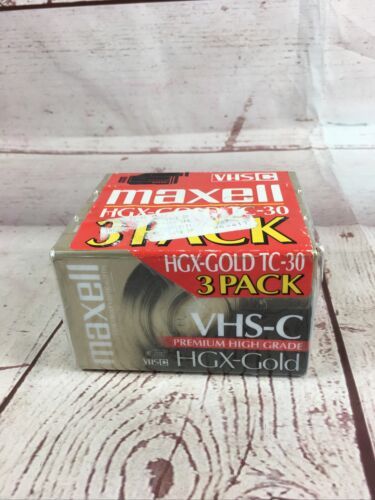 VHS C
maxell
HGX-GOLD TC-30
3 PACK
HGX-GOLD TC-30
3 PACK
maxell
VHS-C
PREMIUM HIGH GRADE
VHS C HGX-Gold